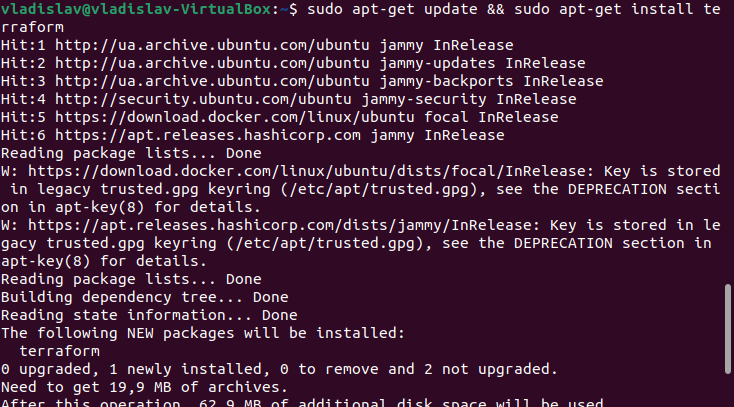 vladislav@vladislav-VirtualBox:~$ sudo apt-get update && sudo apt-get install te
rraform
Hit:1 http://ua.archive.ubuntu.com/ubuntu jammy InRelease
Hit:2 http://ua.archive.ubuntu.com/ubuntu jammy-updates InRelease
Hit:3 http://ua.archive.ubuntu.com/ubuntu jammy-backports InRelease
Hit:4 http://security.ubuntu.com/ubuntu jammy-security InRelease
Hit:5 https://download.docker.com/linux/ubuntu focal InRelease
Hit:6 https://apt.releases.hashicorp.com jammy InRelease
Reading package lists... Done
W: https://download.docker.com/linux/ubuntu/dists/focal/InRelease: Key is stored
 in legacy trusted.gpg keyring (/etc/apt/trusted.gpg), see the DEPRECATION secti
on in apt-key(8) for details.
W: https://apt.releases.hashicorp.com/dists/jammy/InRelease: Key is stored in le
gacy trusted.gpg keyring (/etc/apt/trusted.gpg), see the DEPRECATION section in
apt-key(8) for details.
Reading package lists... Done
Building dependency tree... Done
Reading state information... Done
The following NEW packages will be installed:
  terraform
0 upgraded, 1 newly installed, 0 to remove and 2 not upgraded.
Need to get 19,9 MB of archives.
After this operation, 62,9 MB of additional disk space will be used.